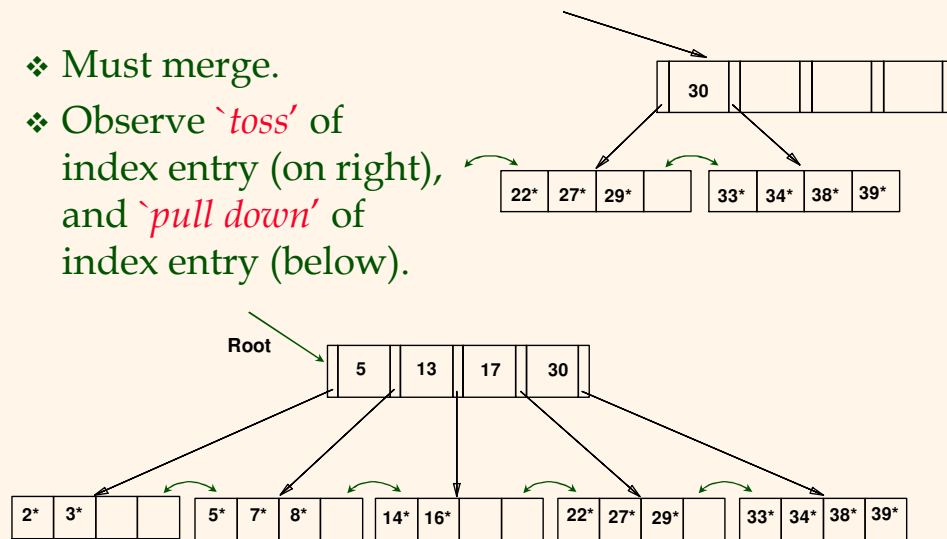 ❖ Must merge.
❖ Observe `toss' of
index entry (on right),
and `pull down' of
index entry (below).
30
22* 27* 29*
33* 34* 38* 39*
Root
5 13 17 30
2* 3*
5* 7* 8*
14* 16*
22* 27* 29*
33* 34* 38* 39*